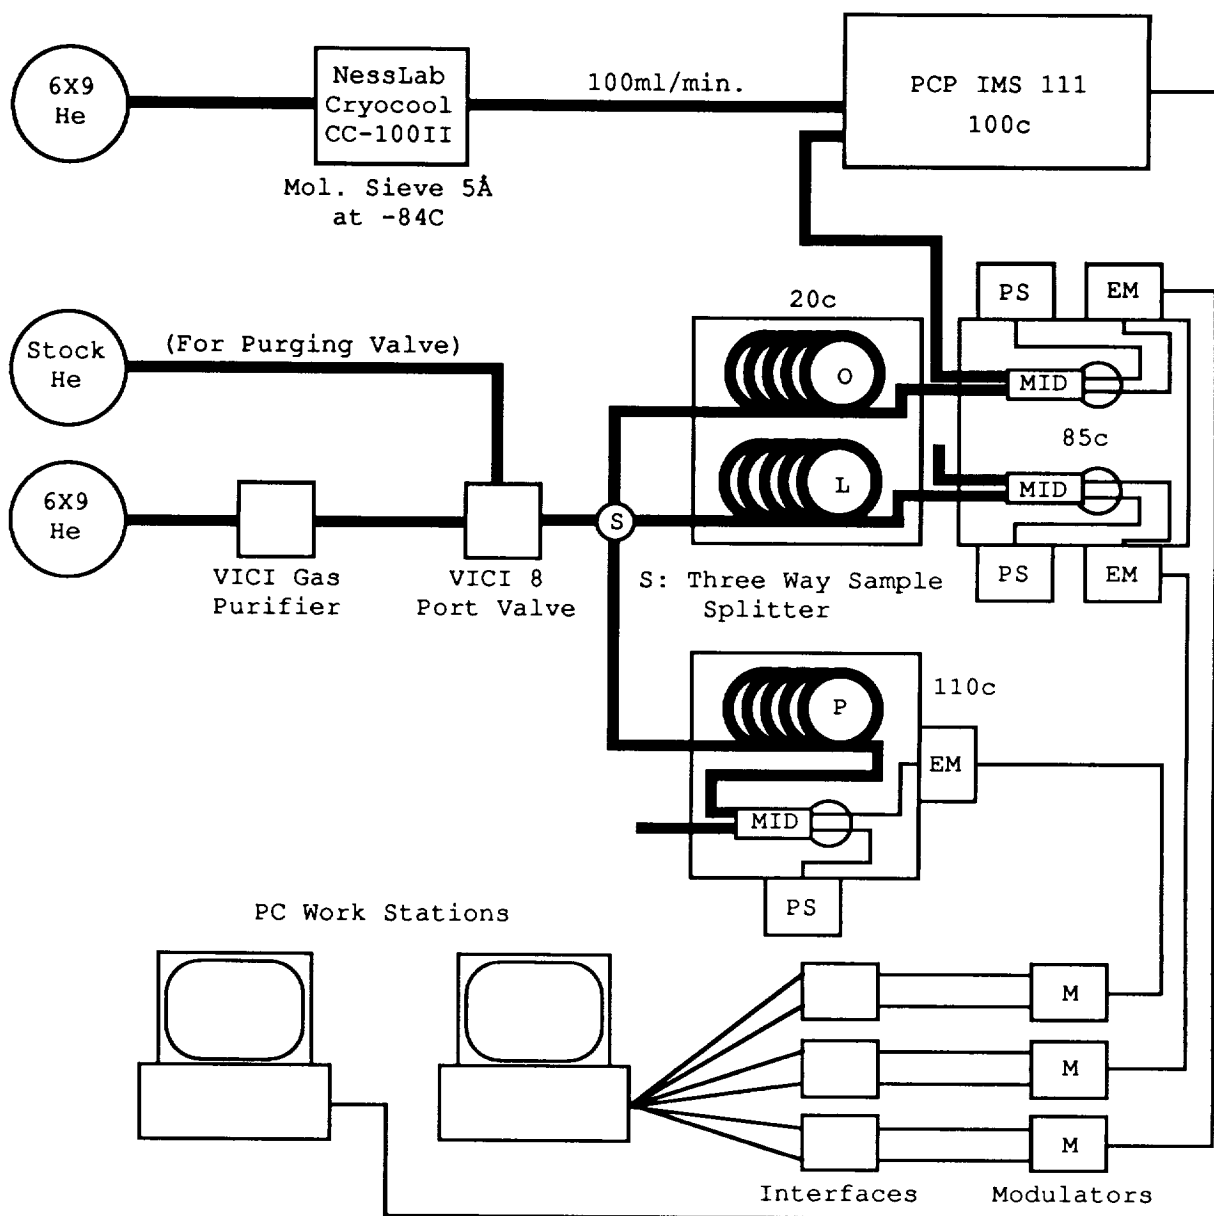 6X9
He
NessLab
Cryocool
CC-100II
Mol. Sieve 5Å
at -84C
100ml/min.
PCP IMS 111
100c
Stock
He
(For Purging Valve)
6X9
He
VICI Gas
Purifier
VICI 8
Port Valve
S
S: Three Way Sample
Splitter
20c
O
L
PS
EM
MID
85c
MID
PS
EM
110c
P
EM
MID
PS
PC Work Stations
M
M
M
Interfaces
Modulators